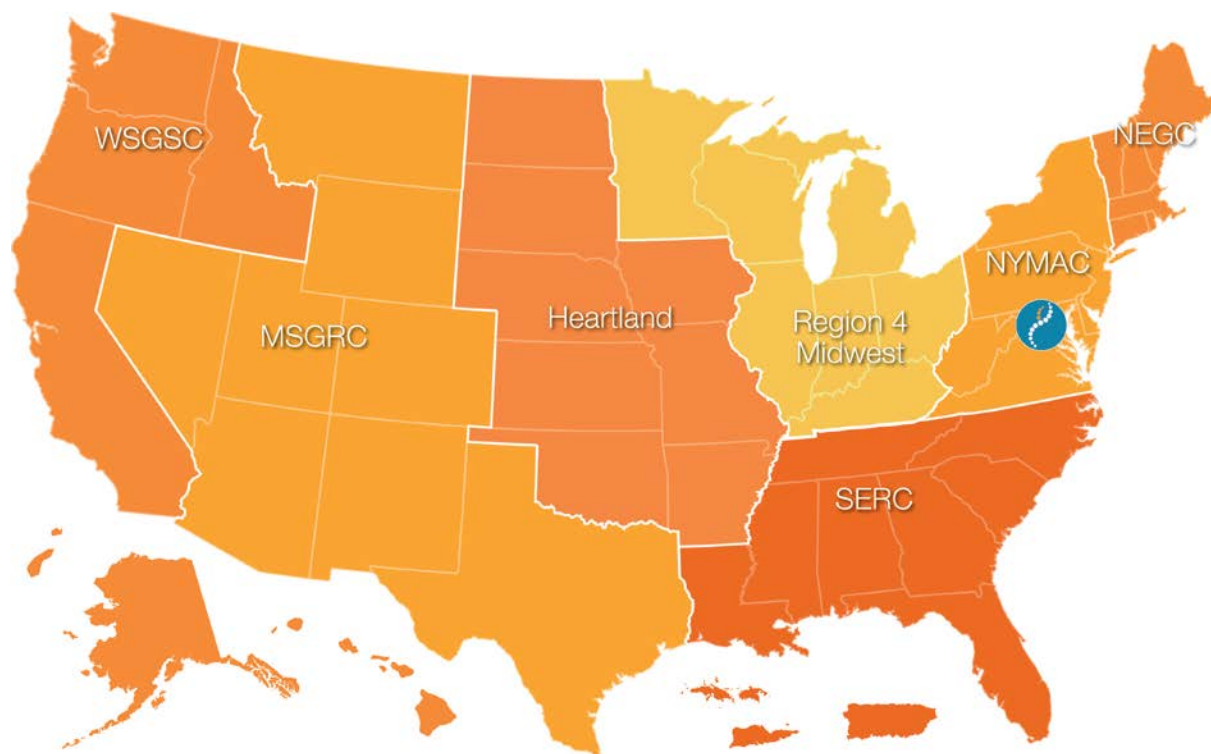 WSGSC
NEGC
NYMAC
MSGRC
Heartland
Region 4
Midwest
SERC